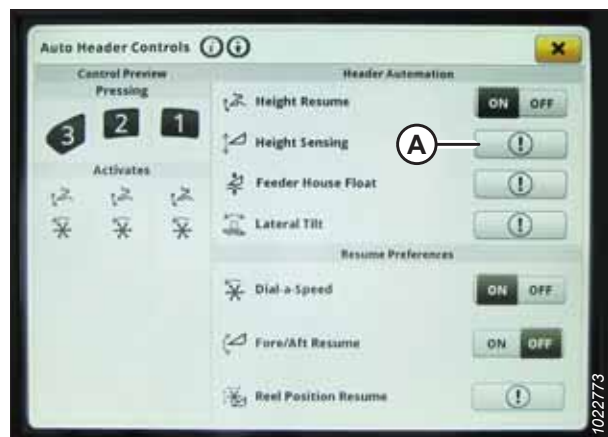 Auto Header Controls
Control Preview
Pressing
3 2 1
Activates
Header Automation
Height Resume ON OFF
Height Sensing A
Feeder House Float
Lateral Tilt
Resume Preferences
Dial-a-Speed ON OFF
Fore/Aft Resume ON OFF
Reel Position Resume
1022773